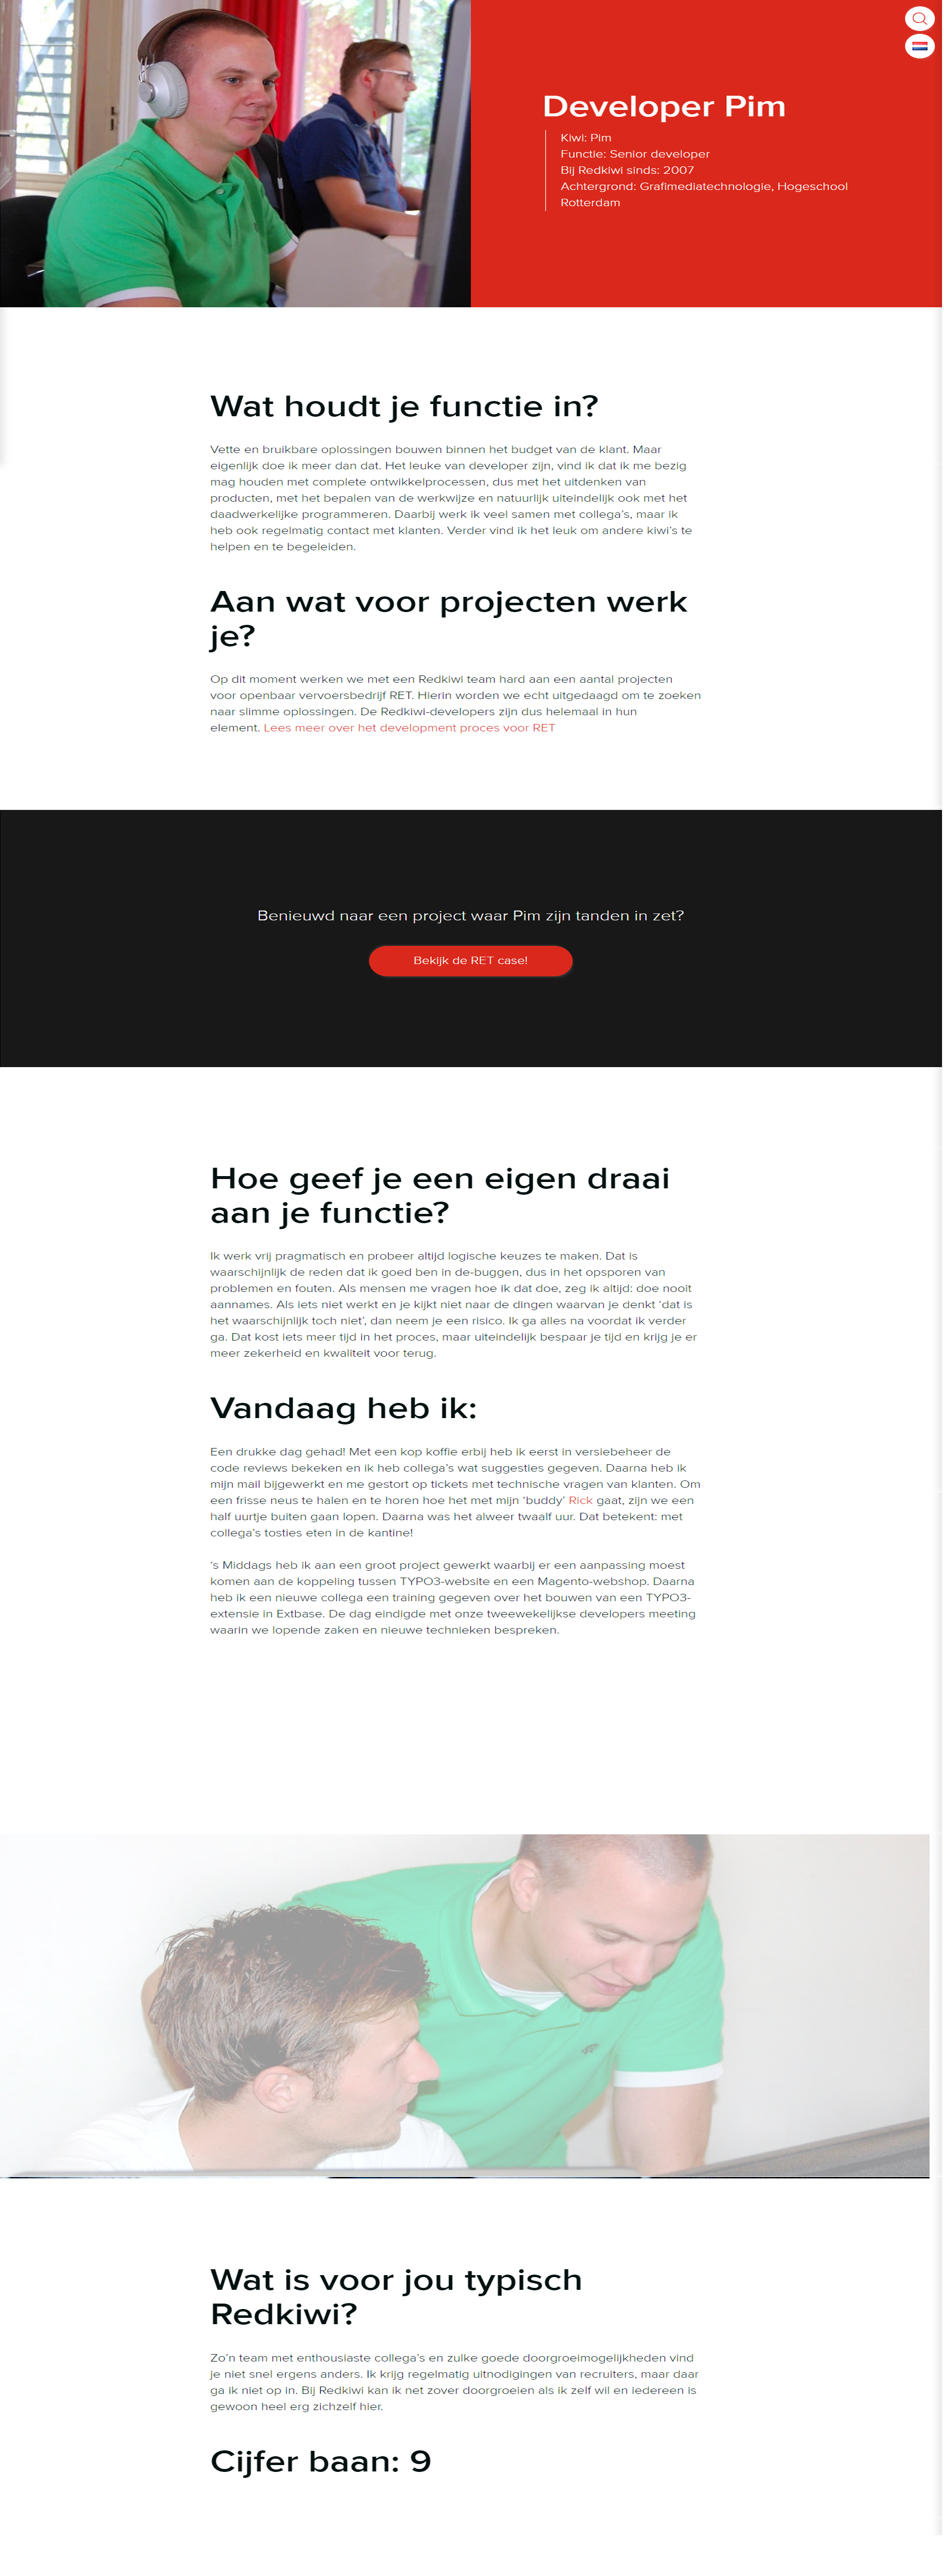 Developer Pim
Kiwi: Pim
Functie: Senior developer
Bij Redkiwi sinds: 2007
Achtergrond: Grafimediatechnologie, Hogeschool
Rotterdam
Wat houdt je functie in?
Vette en bruikbare oplossingen bouwen binnen het budget van de klant. Maar
eigenlijk doe ik meer dan dat. Het leuke van developer zijn, vind ik dat ik me bezig
mag houden met complete ontwikkelprocessen, dus met het uitdenken van
producten, met het bepalen van de werkwijze en natuurlijk uiteindelijk ook met het
daadwerkelijke programmeren. Daarbij werk ik veel samen met collega’s, maar ik
heb ook regelmatig contact met klanten. Verder vind ik het leuk om andere kiwi’s te
helpen en te begeleiden.
Aan wat voor projecten werk
je?
Op dit moment werken we met een Redkiwi team hard aan een aantal projecten
voor openbaar vervoersbedrijf RET. Hierin worden we echt uitgedaagd om te zoeken
naar slimme oplossingen. De Redkiwi-developers zijn dus helemaal in hun
element. Lees meer over het development proces voor RET
Benieuwd naar een project waar Pim zijn tanden in zet?
Bekijk de RET case!
Hoe geef je een eigen draai
aan je functie?
Ik werk vrij pragmatisch en probeer altijd logische keuzes te maken. Dat is
waarschijnlijk de reden dat ik goed ben in de-buggen, dus in het opsporen van
problemen en fouten. Als mensen me vragen hoe ik dat doe, zeg ik altijd: doe nooit
aannames. Als iets niet werkt en je kijkt niet naar de dingen waarvan je denkt ‘dat is
het waarschijnlijk toch niet’, dan neem je een risico. Ik ga alles na voordat ik verder
ga. Dat kost iets meer tijd in het proces, maar uiteindelijk bespaar je tijd en krijg je er
meer zekerheid en kwaliteit voor terug.
Vandaag heb ik:
Een drukke dag gehad! Met een kop koffie erbij heb ik eerst in versiebeheer de
code reviews bekeken en ik heb collega’s wat suggesties gegeven. Daarna heb ik
mijn mail bijgewerkt en me gestort op tickets met technische vragen van klanten. Om
een frisse neus te halen en te horen hoe het met mijn ‘buddy’ Rick gaat, zijn we een
half uurtje buiten gaan lopen. Daarna was het alweer twaalf uur. Dat betekent: met
collega’s tosties eten in de kantine!
‘s Middags heb ik aan een groot project gewerkt waarbij er een aanpassing moest
komen aan de koppeling tussen TYPO3-website en een Magento-webshop. Daarna
heb ik een nieuwe collega een training gegeven over het bouwen van een TYPO3-
extensie in Extbase. De dag eindigde met onze tweewekelijkse developers meeting
waarin we lopende zaken en nieuwe technieken bespreken.
Wat is voor jou typisch
Redkiwi?
Zo’n team met enthousiaste collega’s en zulke goede doorgroeimogelijkheden vind
je niet snel ergens anders. Ik krijg regelmatig uitnodigingen van recruiters, maar daar
ga ik niet op in. Bij Redkiwi kan ik net zover doorgroeien als ik zelf wil en iedereen is
gewoon heel erg zichzelf hier.
Cijfer baan: 9